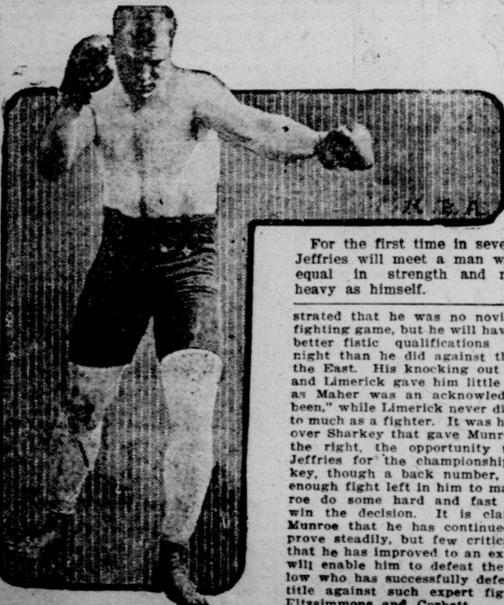 N. E. A.
For the first time in seve
Jeffries will meet a man w
equal in strength and
heavy as himself.
strated that he was no novi
fighting game, but he will hav
better fistic qualifications
night than he did against th
the East. His knocking out
and Limerick gave him little
as Maher was an acknowled
been," while Limerick never di
to much as a fighter. It was h
over Sharkey that gave Munr
the right, the opportunity
Jeffries for the championshi
key, though a back number,
enough fight left in him to ma
roe do some hard and fast
win the decision. It is cla
Munroe that he has continue
prove steadily, but few critic
that he has improved to an ex
will enable him to defeat the
low who has successfully defe
title against such expert fig
Fitzsimmons and Corbett